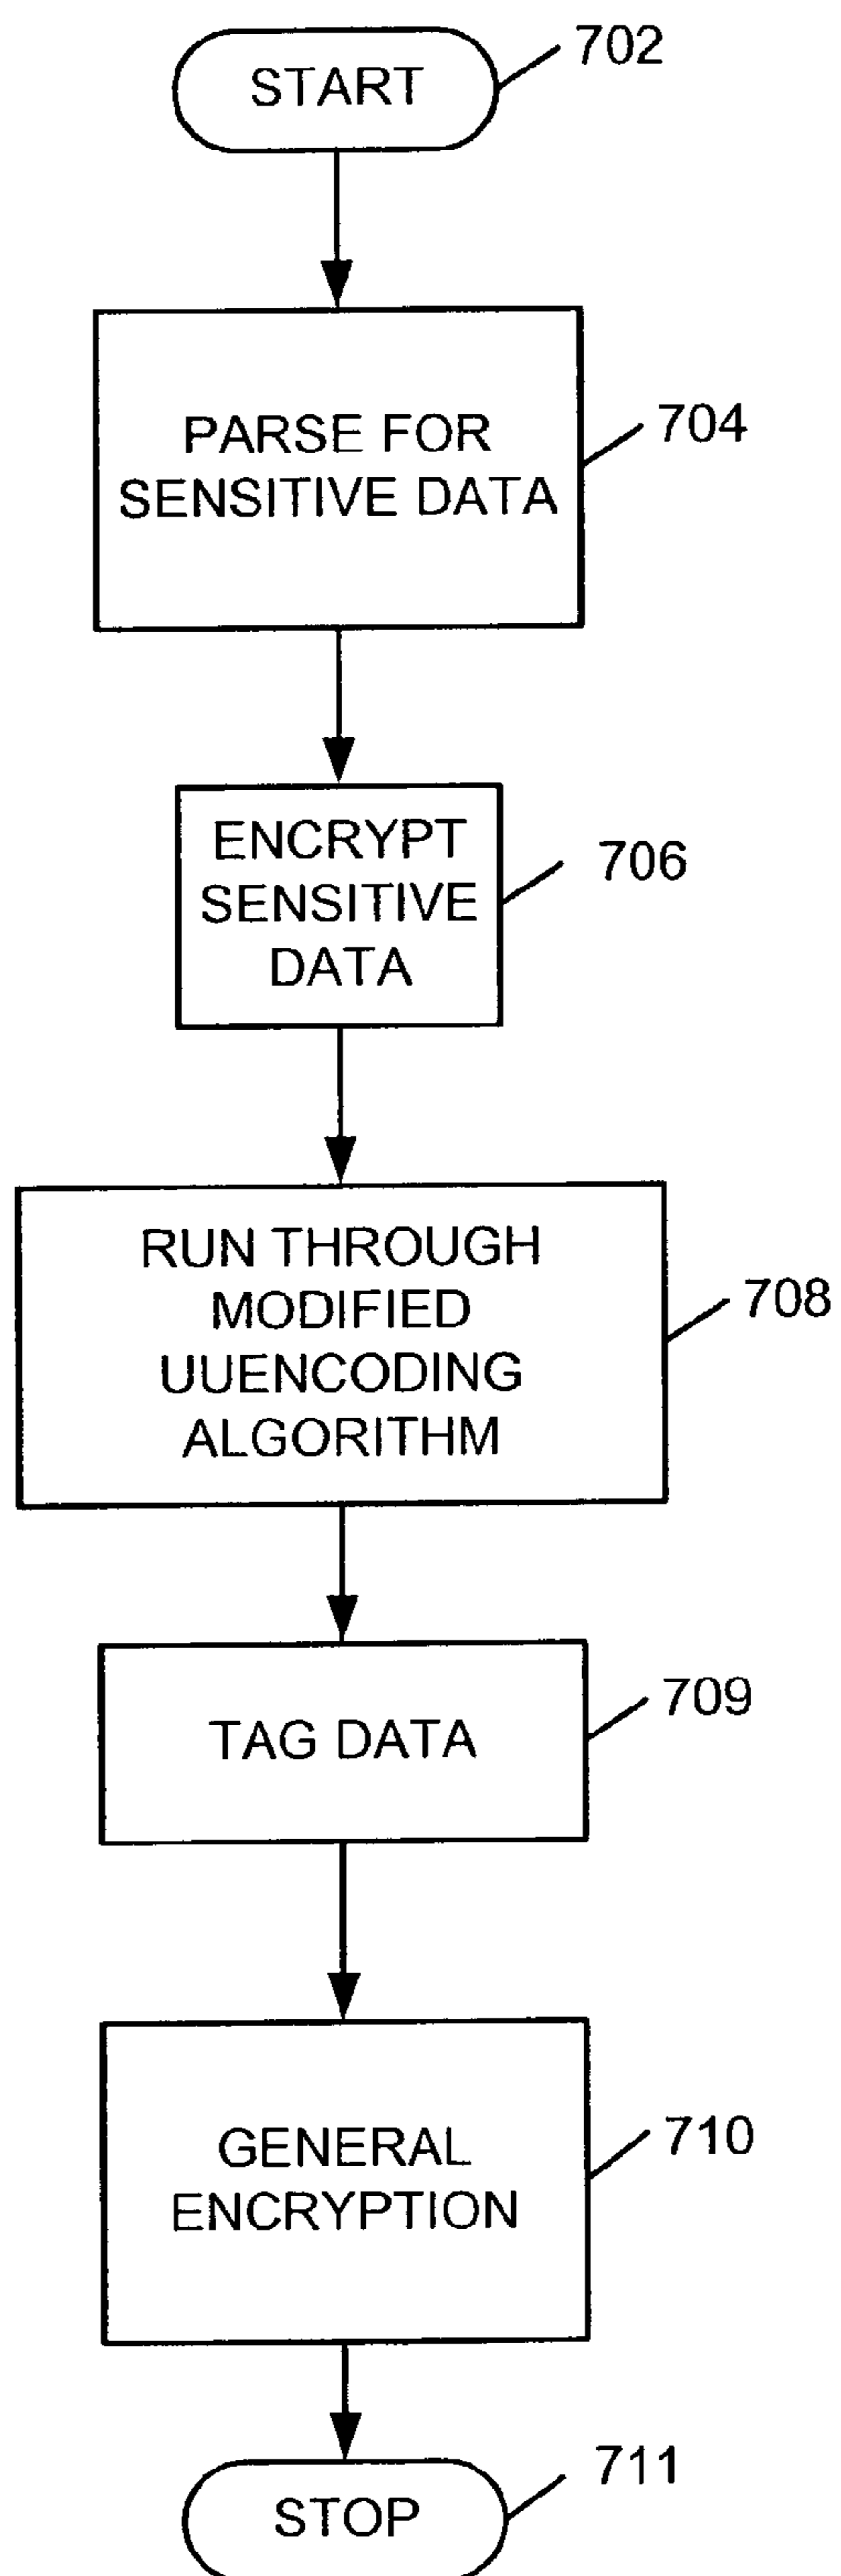 START
702
PARSE FOR
SENSITIVE DATA
704
ENCRYPT
SENSITIVE
DATA
706
RUN THROUGH
MODIFIED
UUENCODING
ALGORITHM
708
TAG DATA
709
GENERAL
ENCRYPTION
710
STOP
711